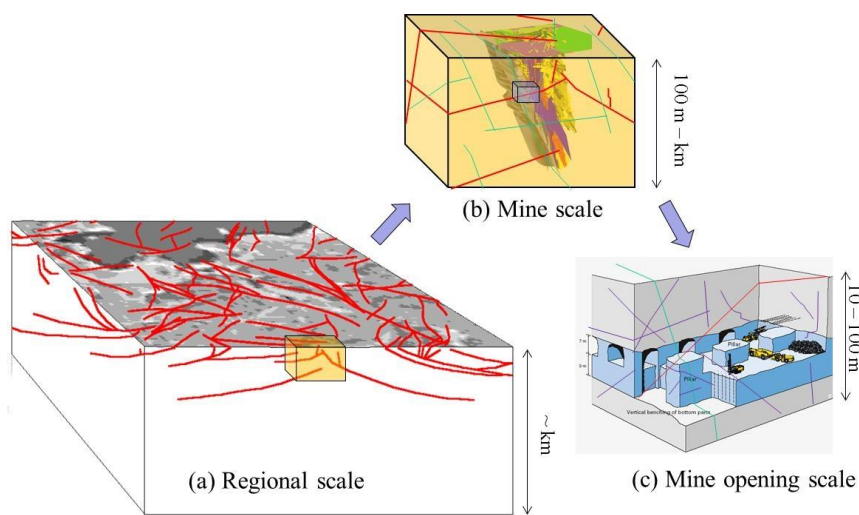 100 m – km
(b) Mine scale
~ km
(a) Regional scale
10 – 100 m
7 m
Pillar
Pillar
Vertical benching of bottom parts
(c) Mine opening scale